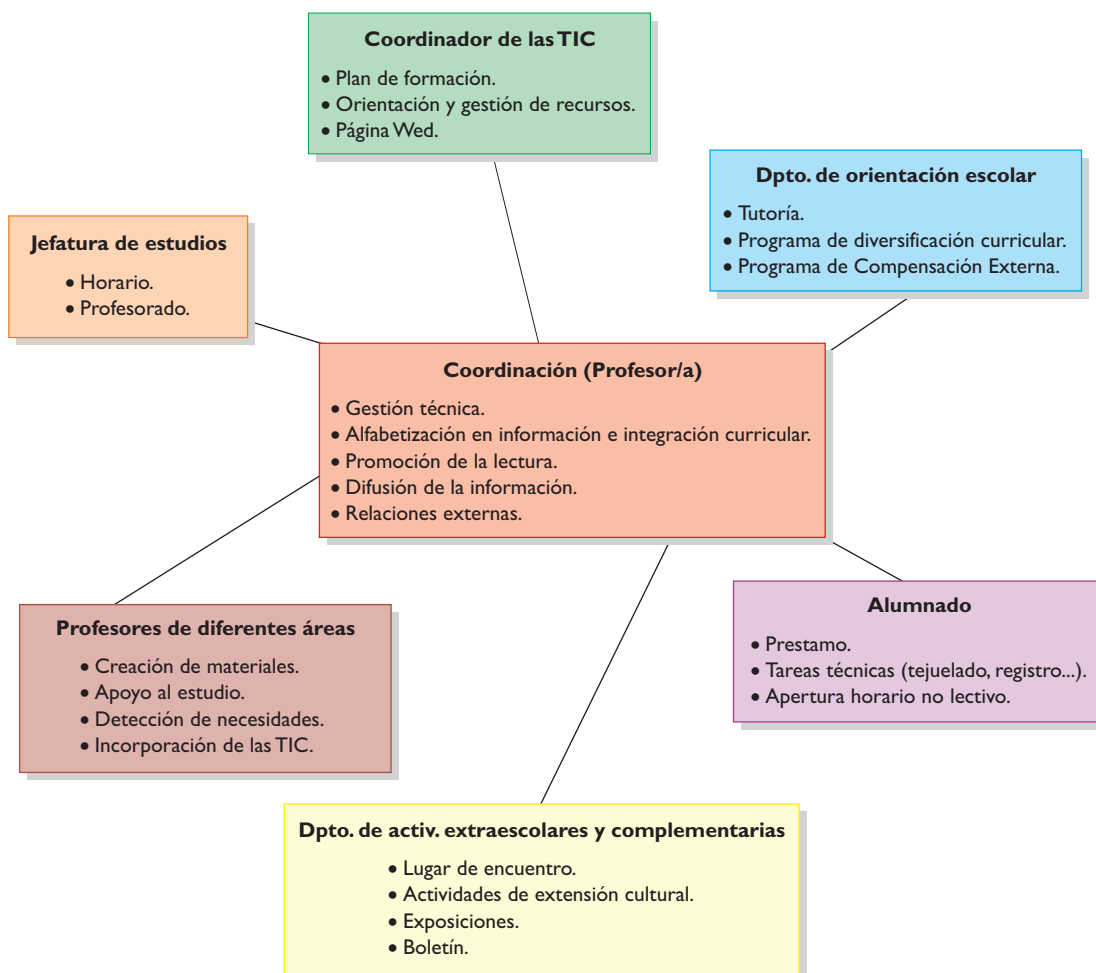 Coordinador de las TIC
• Plan de formación.
• Orientación y gestión de recursos.
• Página Wed.
Dpto. de orientación escolar
• Tutoría.
• Programa de diversificación curricular.
• Programa de Compensación Externa.
Jefatura de estudios
• Horario.
• Profesorado.
Coordinación (Profesor/a)
• Gestión técnica.
• Alfabetización en información e integración curricular.
• Promoción de la lectura.
• Difusión de la información.
• Relaciones externas.
Profesores de diferentes áreas
• Creación de materiales.
• Apoyo al estudio.
• Detección de necesidades.
• Incorporación de las TIC.
Alumnado
• Prestamo.
• Tareas técnicas (tejuelado, registro...).
• Apertura horario no lectivo.
Dpto. de activ. extraescolares y complementarias
• Lugar de encuentro.
• Actividades de extensión cultural.
• Exposiciones.
• Boletín.